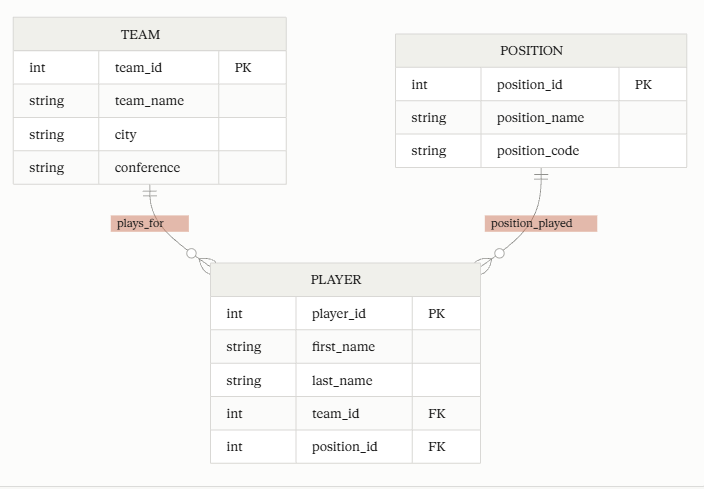 TEAM
int team_id PK
string team_name
string city
string conference
POSITION
int position_id PK
string position_name
string position_code
plays_for
position_played
PLAYER
int player_id PK
string first_name
string last_name
int team_id FK
int position_id FK